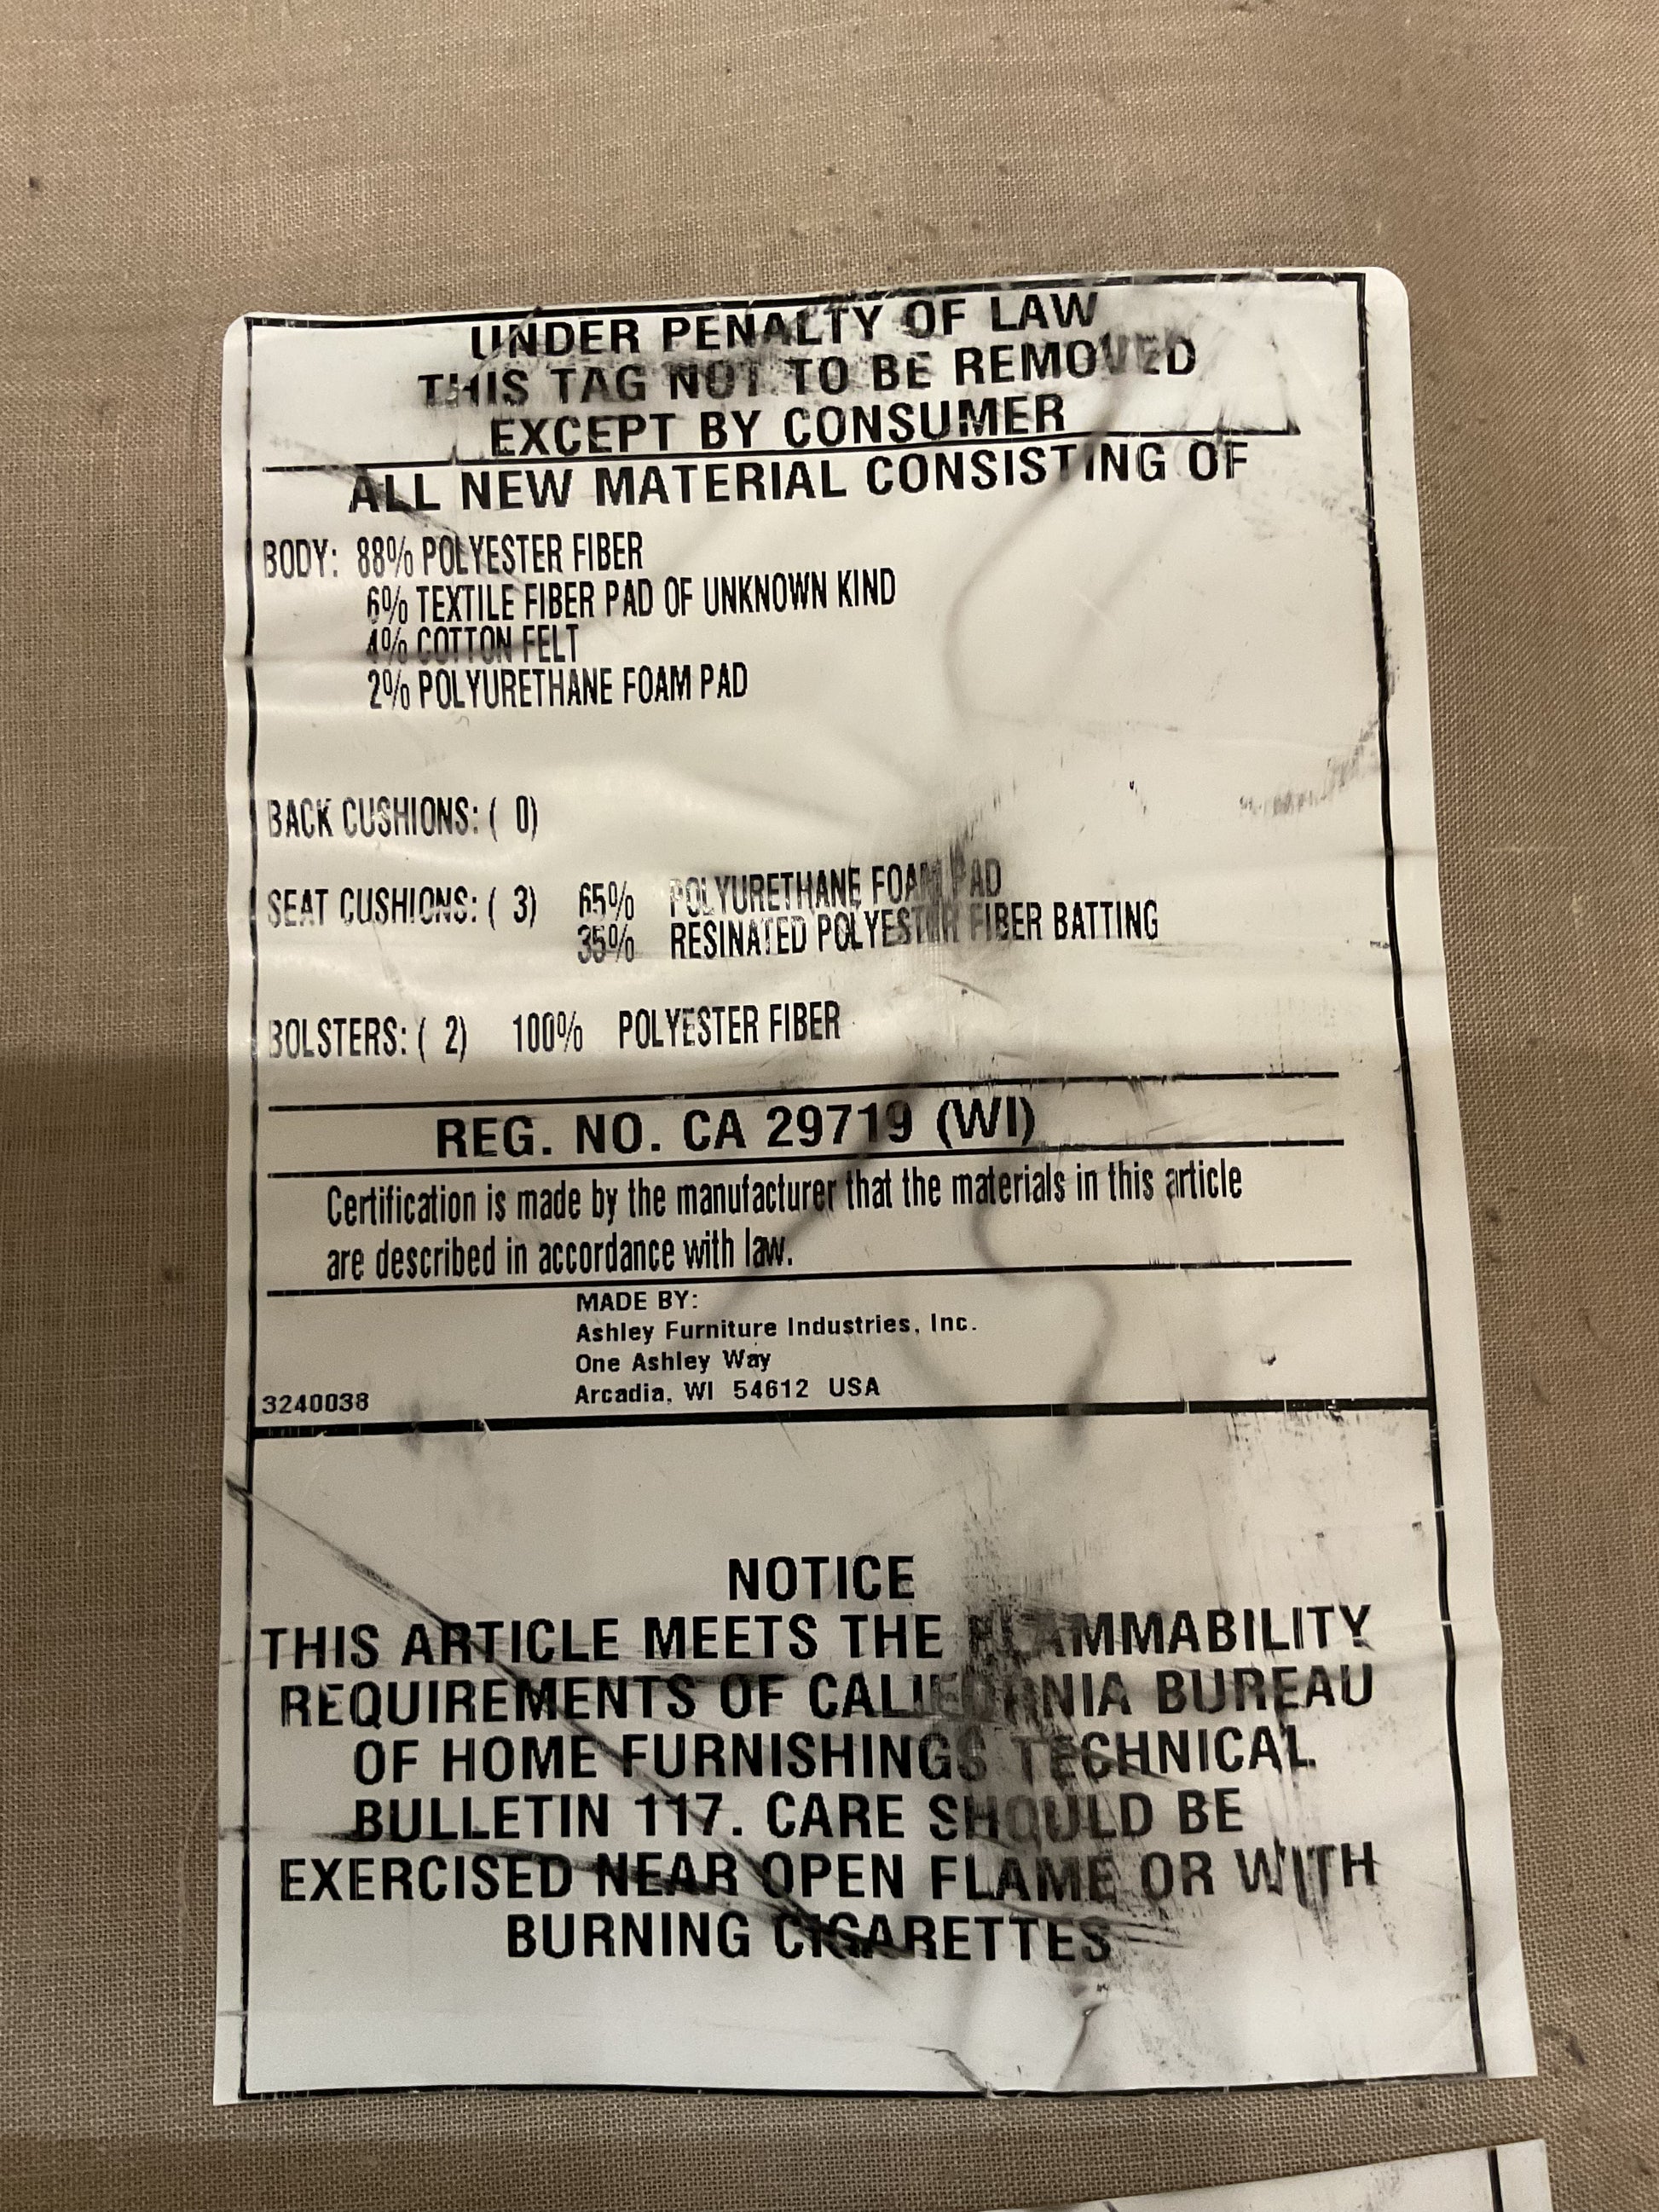 UNDER PENALTY OF LAW
THIS TAG NOT TO BE REMOVED
EXCEPT BY CONSUMER
ALL NEW MATERIAL CONSISTING OF
BODY: 88% POLYESTER FIBER
6% TEXTILE FIBER PAD OF UNKNOWN KIND
4% COTTON FELT
2% POLYURETHANE FOAM PAD
BACK CUSHIONS: ( 0)
SEAT CUSHIONS: ( 3) 65% POLYURETHANE FOAM PAD
35% RESINATED POLYESTER FIBER BATTING
BOLSTERS: ( 2) 100% POLYESTER FIBER
REG. NO. CA 29719 (WI)
Certification is made by the manufacturer that the materials in this article
are described in accordance with law.
MADE BY:
Ashley Furniture Industries, Inc.
One Ashley Way
Arcadia, WI 54612 USA
3240038
NOTICE
THIS ARTICLE MEETS THE FLAMMABILITY
REQUIREMENTS OF CALIFORNIA BUREAU
OF HOME FURNISHINGS TECHNICAL
BULLETIN 117. CARE SHOULD BE
EXERCISED NEAR OPEN FLAME OR WITH
BURNING CIGARETTES